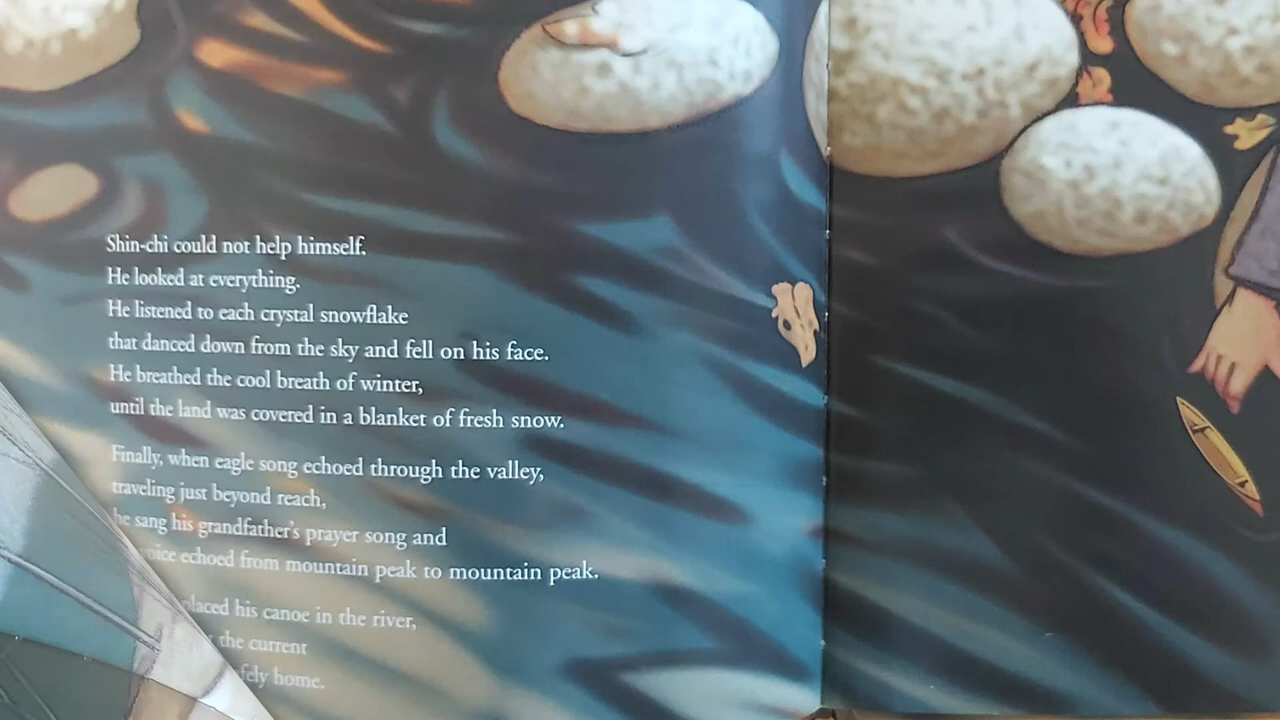 Shin-chi could not help himself.
He looked at everything.
He listened to each crystal snowflake
that danced down from the sky and fell on his face.
He breathed the cool breath of winter,
until the land was covered in a blanket of fresh snow.
Finally, when eagle song echoed through the valley,
traveling just beyond reach,
he sang his grandfather's prayer song and
echoed from mountain peak to mountain peak.
his canoe in the river,
the current
home.